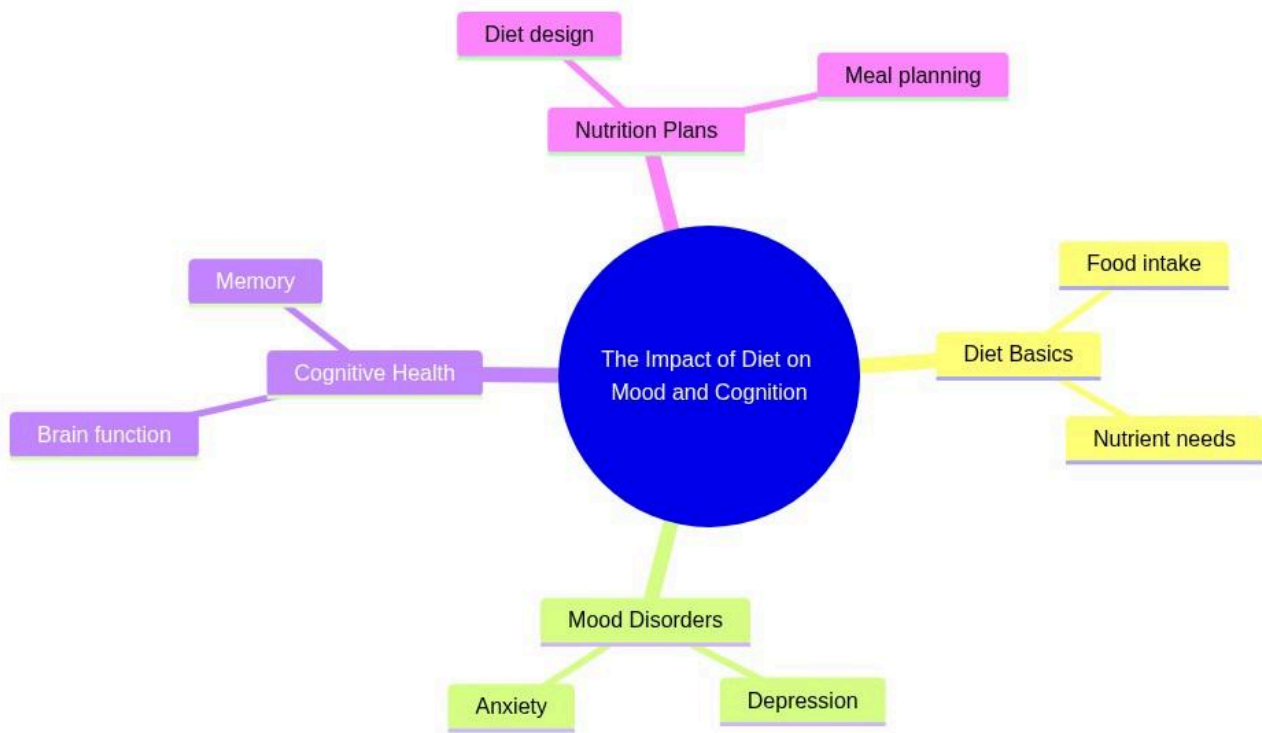 Diet design
Meal planning
Nutrition Plans
Food intake
Memory
Diet Basics
The Impact of Diet on
Mood and Cognition
Cognitive Health
Brain function
Nutrient needs
Mood Disorders
Anxiety
Depression